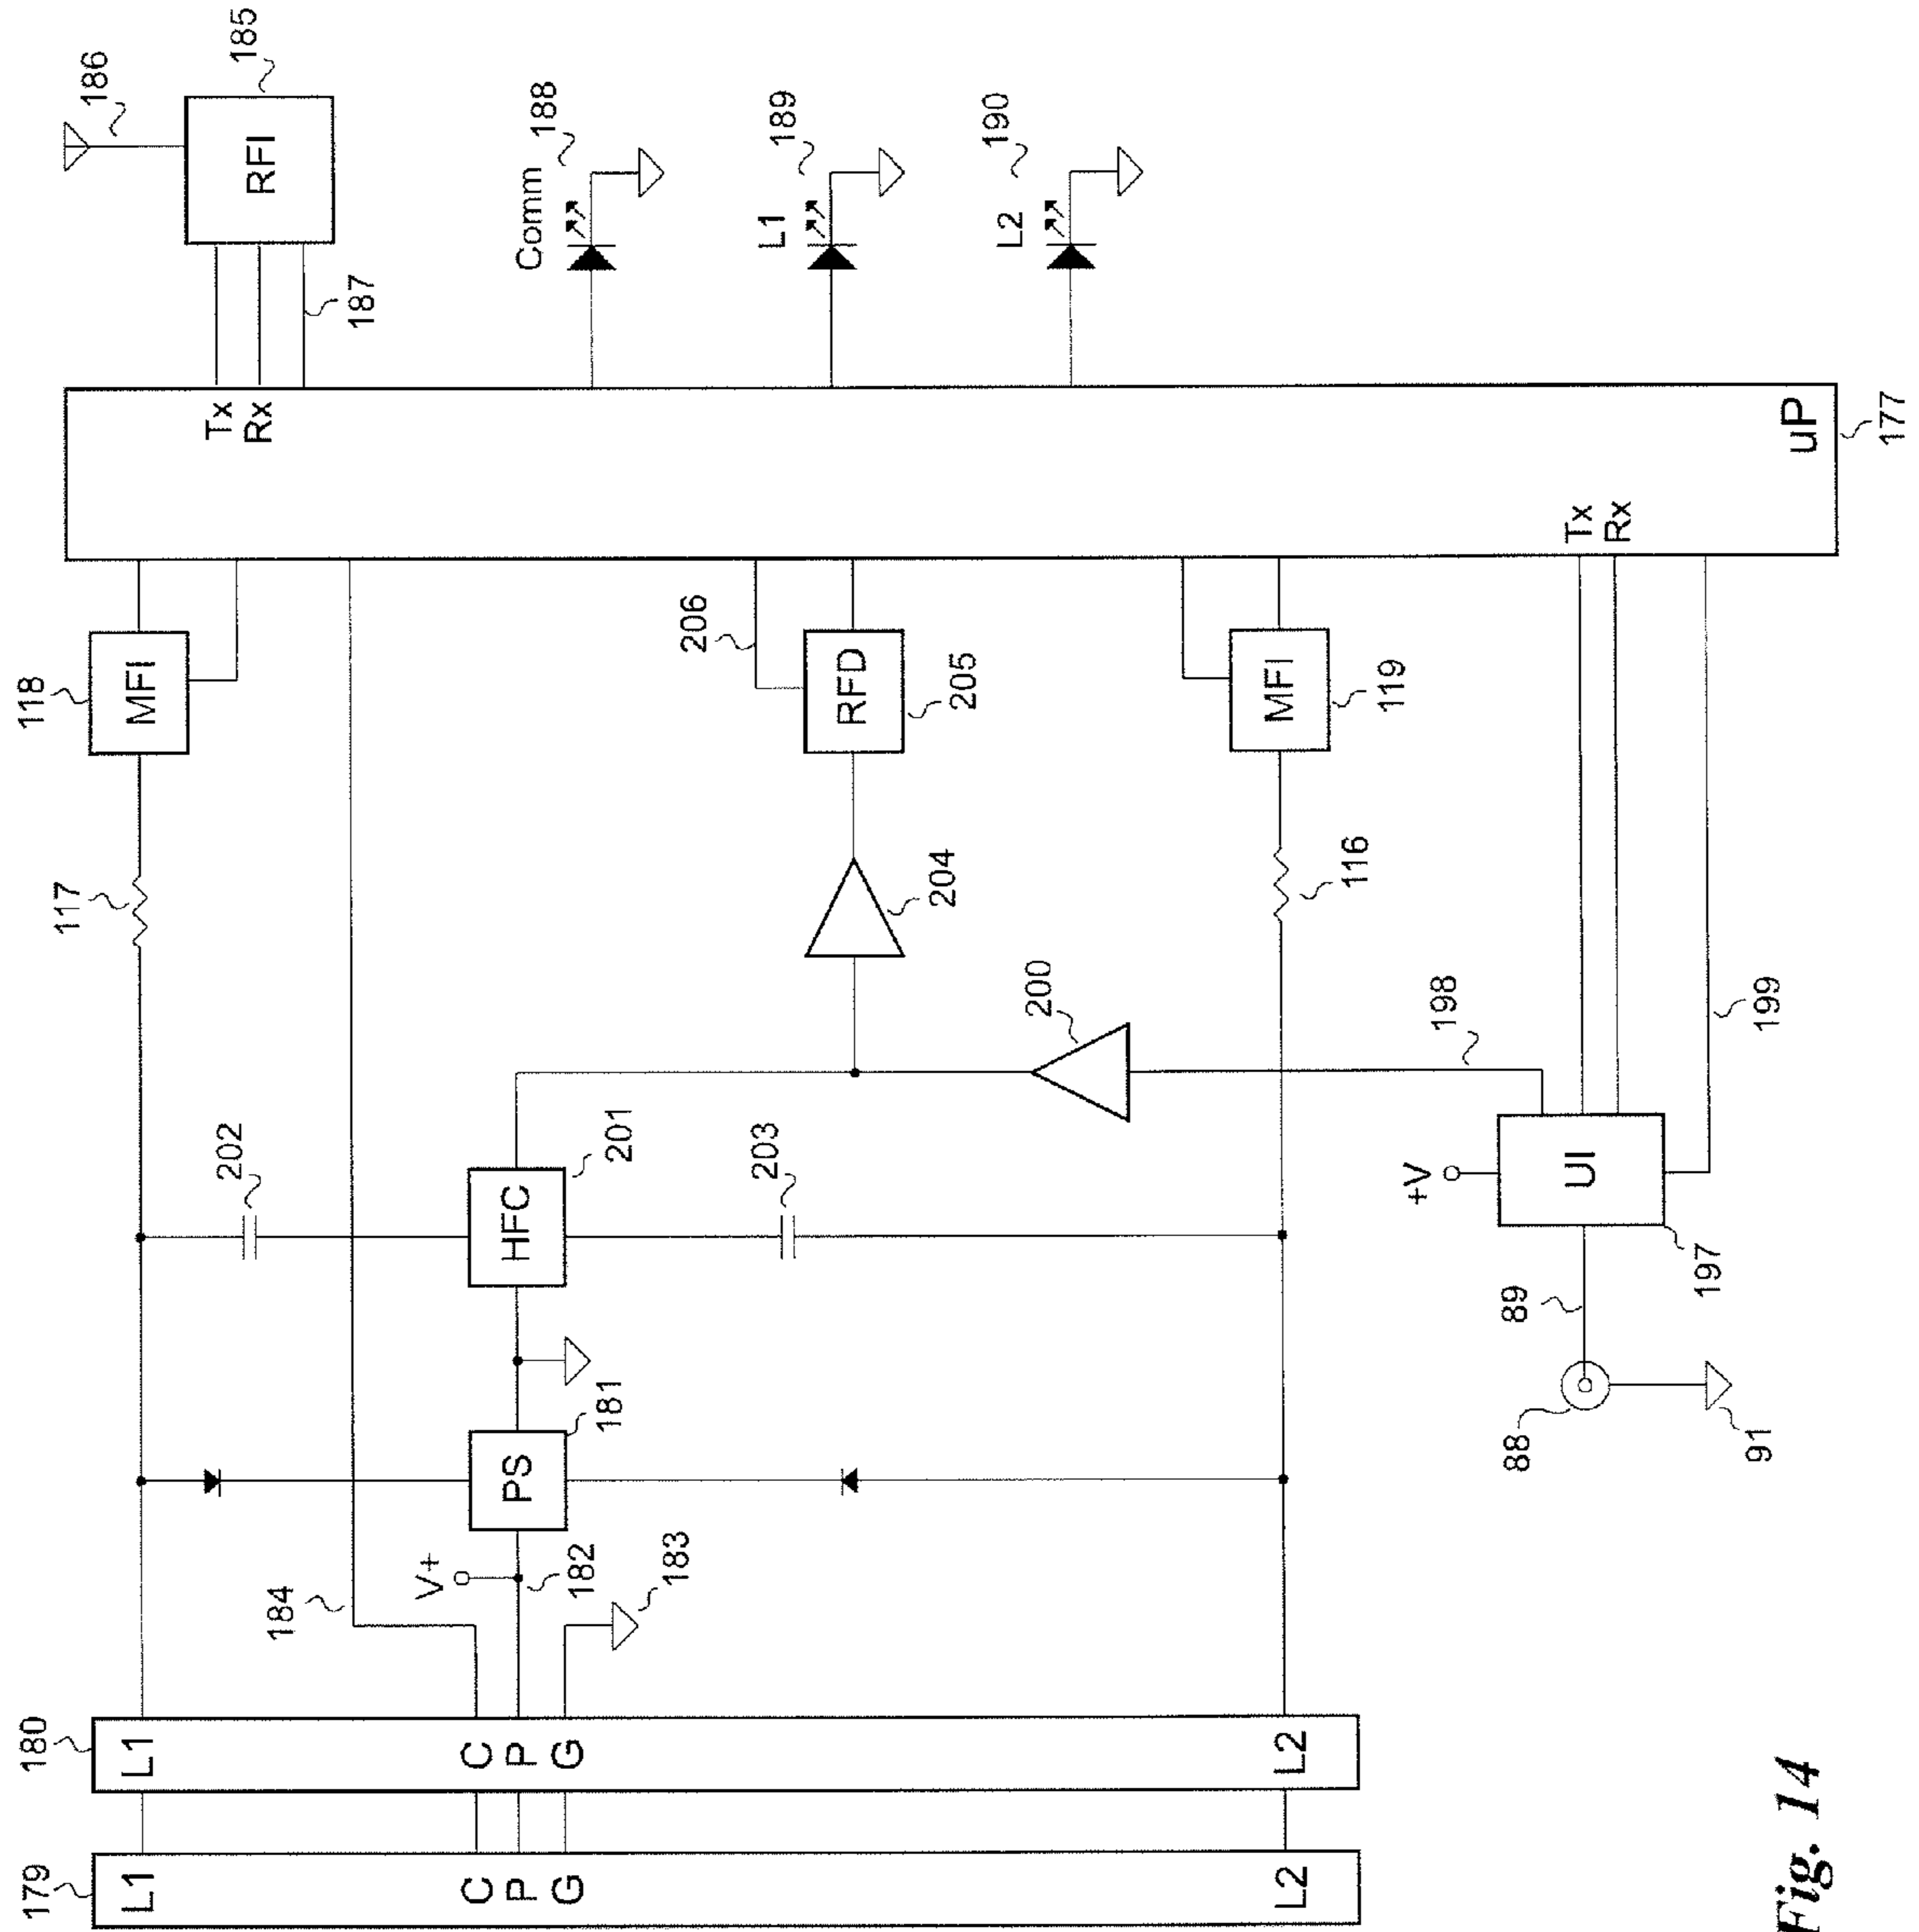 186
185
RFI
187
Comm 188
L1 189
L2 190
Tx
Rx
uP
177
Tx
Rx
118
MFI
206
RFD
205
MFI
119
117
204
116
200
198
199
202
HFC
201
203
+V
UI
197
89
88
91
PS
181
V+
182
183
184
180
L1
C
P
G
L2
179
L1
C
P
G
L2
Fig. 14